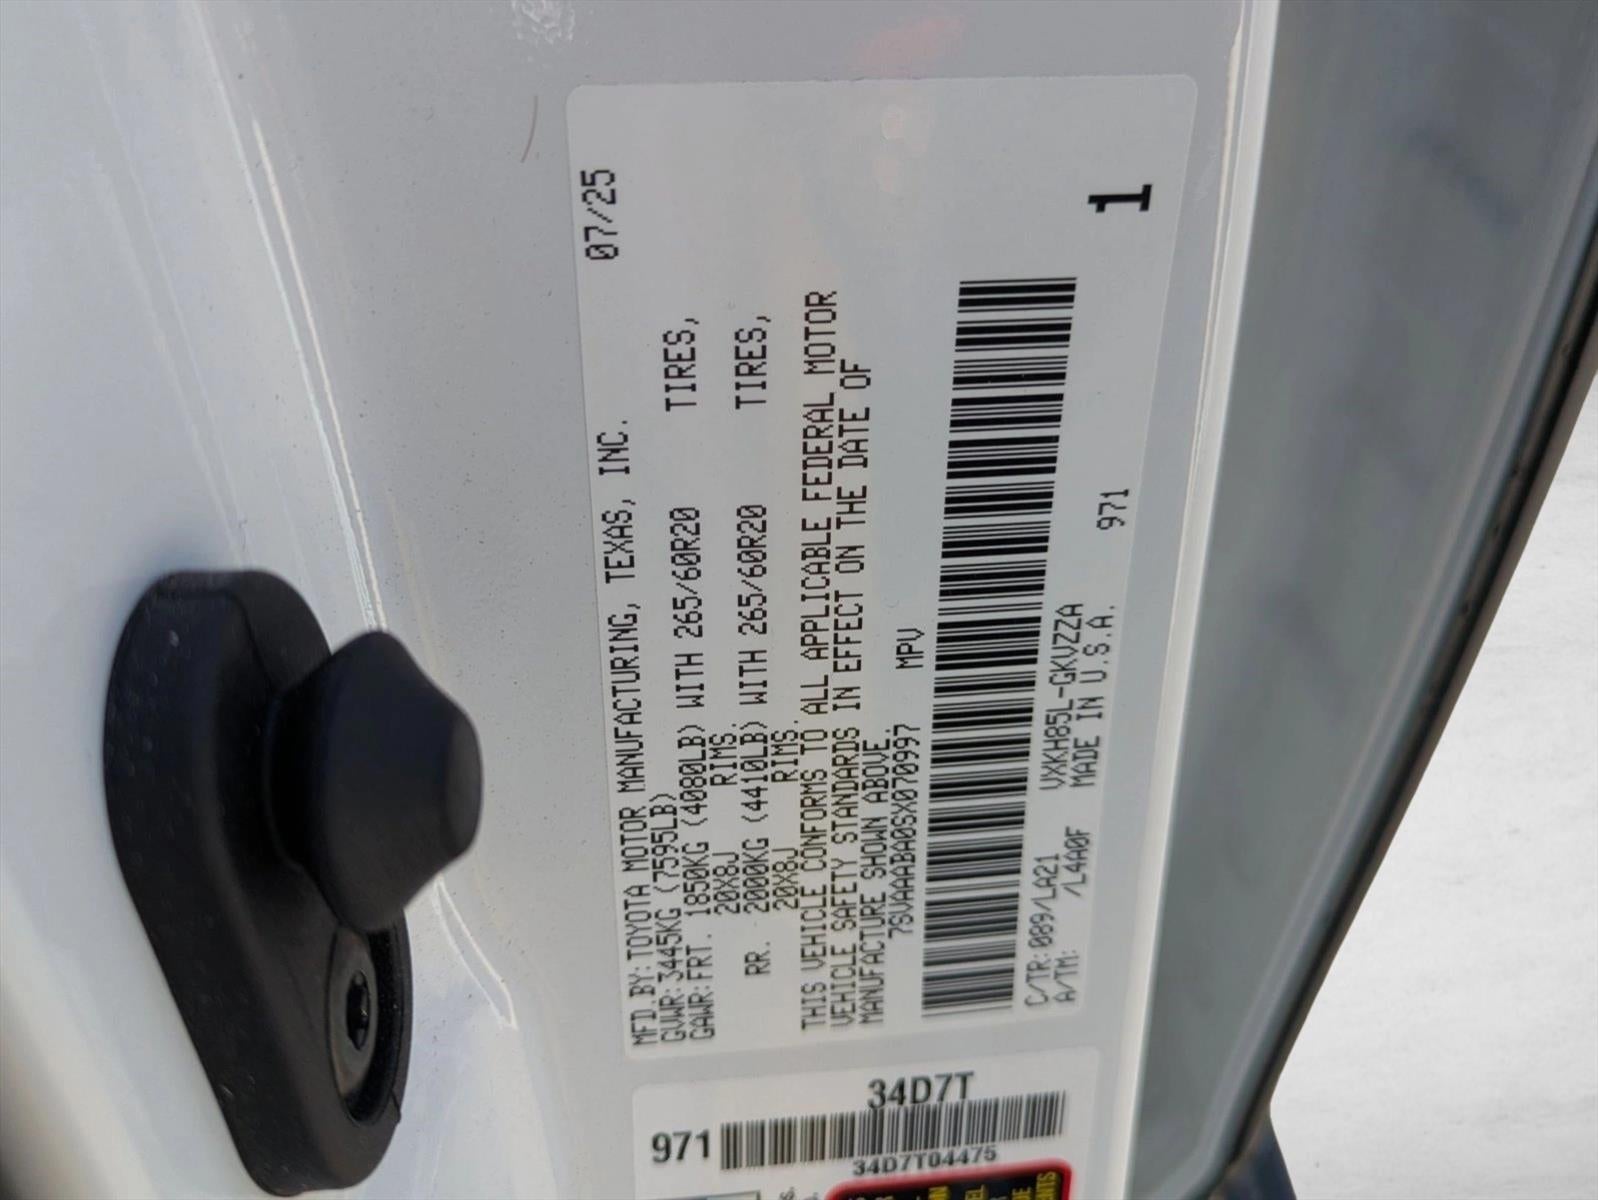 07/25
MFD.BY:TOYOTA MOTOR MANUFACTURING, TEXAS, INC.
GVWR:3445KG (7595LB)
GAWR:FRT. 1850KG (4080LB) WITH 265/60R20 TIRES,
20X8J RIMS.
RR. 2000KG (4410LB) WITH 265/60R20 TIRES,
20X8J RIMS.
THIS VEHICLE CONFORMS TO ALL APPLICABLE FEDERAL MOTOR
VEHICLE SAFETY STANDARDS IN EFFECT ON THE DATE OF
MANUFACTURE SHOWN ABOVE.
7SVAAABA0SX070997 MPV
1
C/TR:089/LA21 VXKH85L-GKVZZA 971
A/TM: /L4A0F MADE IN U.S.A.
34D7T
971
34D7T04475